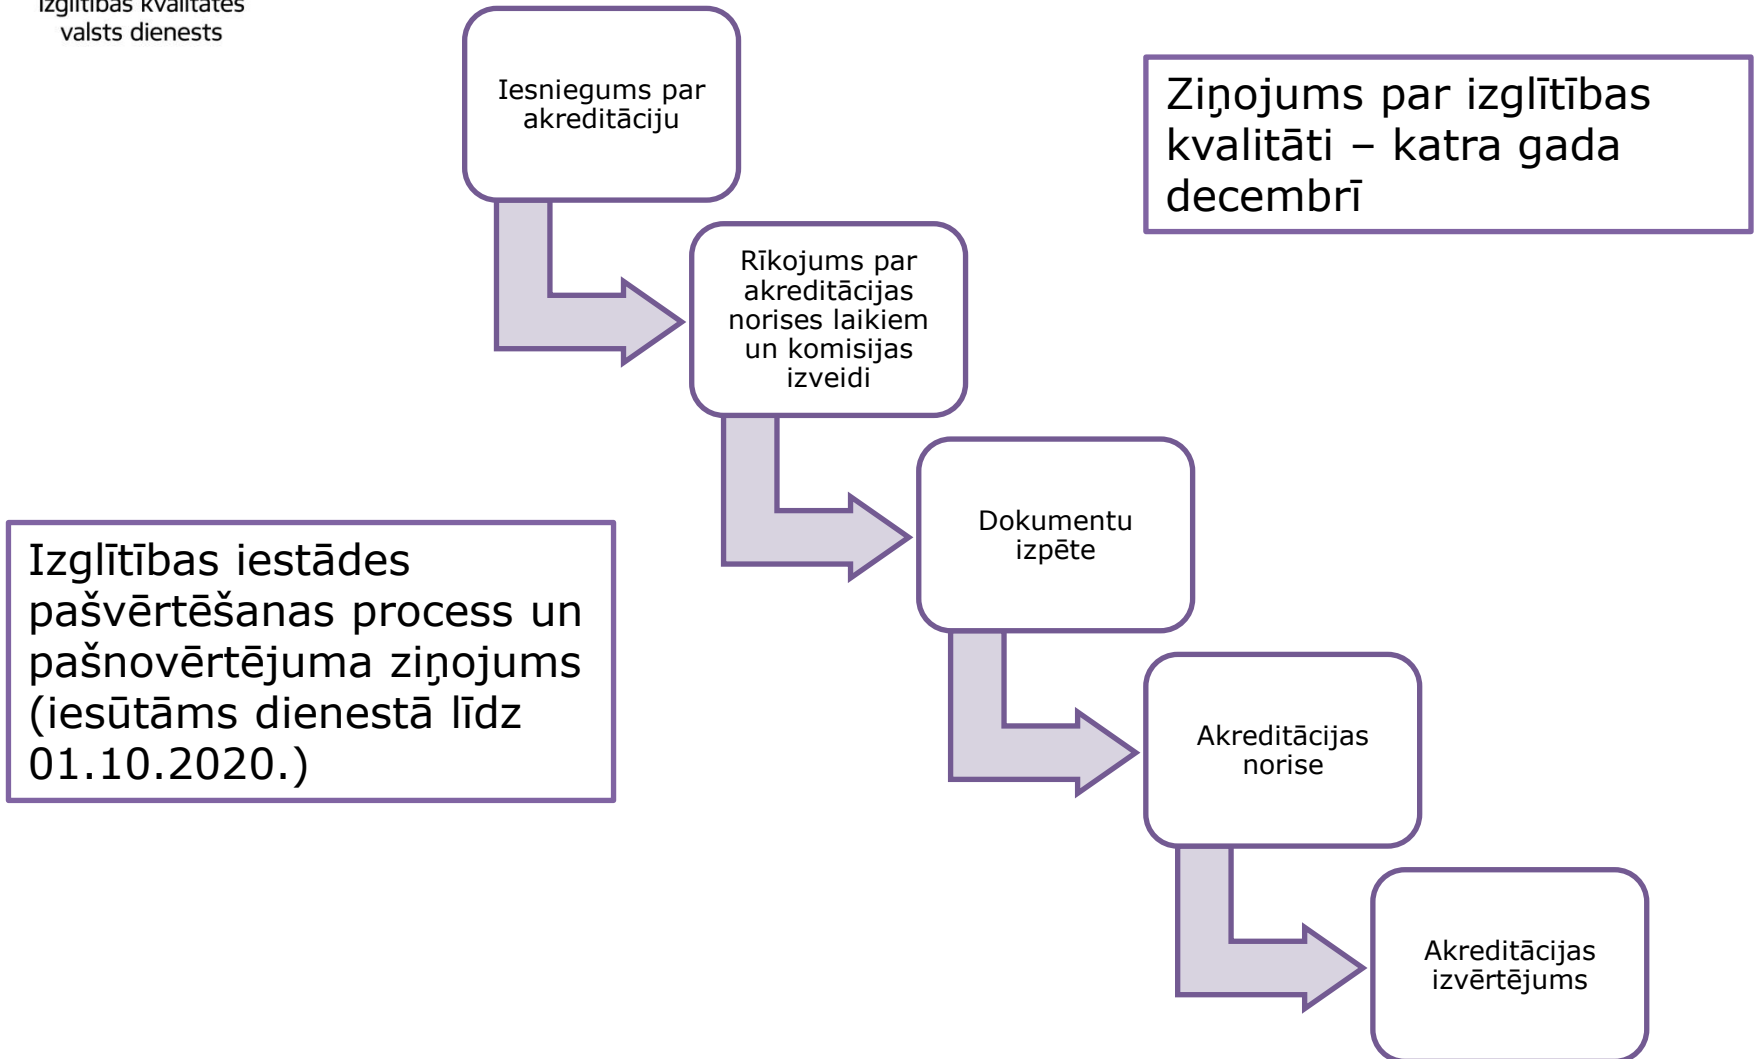 Izglītības kvalitātes
valsts dienests
Iesniegums par
akreditāciju
Ziņojums par izglītības
kvalitāti – katra gada
decembrī
Rīkojums par
akreditācijas
norises laikiem
un komisijas
izveidi
Dokumentu
izpēte
Izglītības iestādes
pašvērtēšanas process un
pašnovērtējuma ziņojums
(iesūtāms dienestā līdz
01.10.2020.)
Akreditācijas
norise
Akreditācijas
izvērtējums